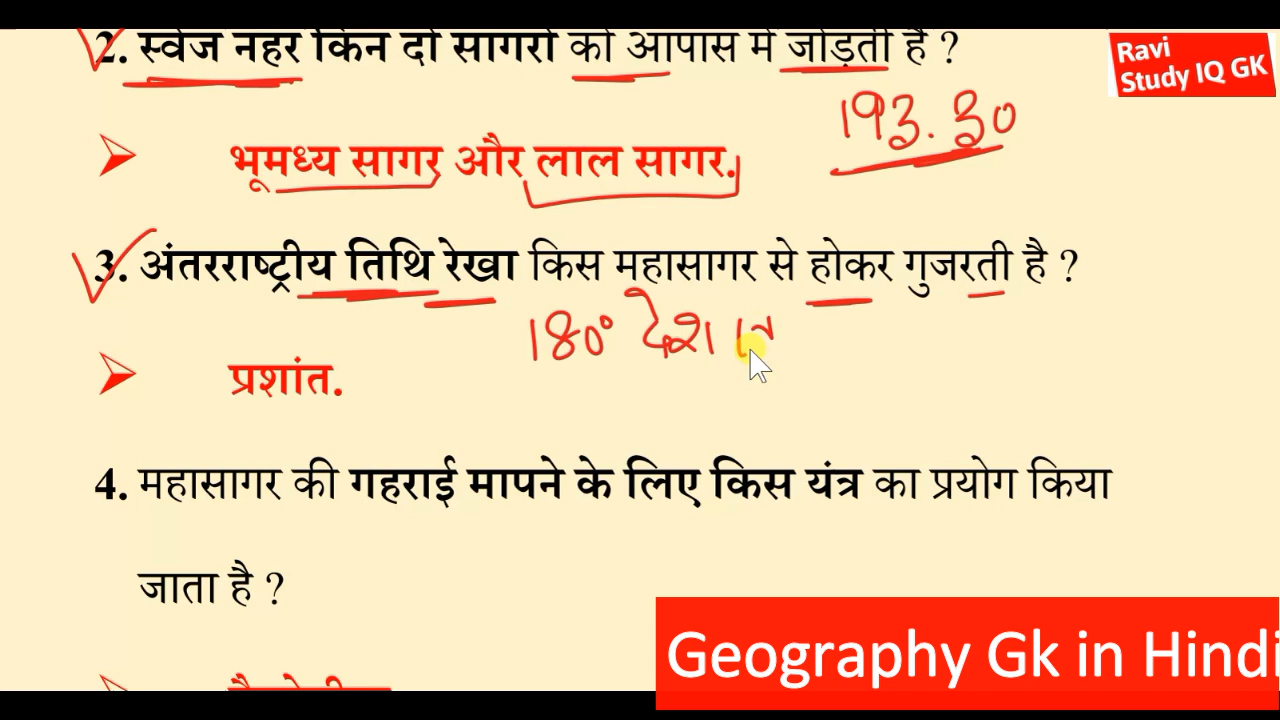 2. स्वेज नहर किन दो सागरों को आपास में जोड़ती है ?
Ravi
Study IQ GK
193.30
भूमध्य सागर और लाल सागर.
3. अंतरराष्ट्रीय तिथि रेखा किस महासागर से होकर गुजरती है ?
180° देशा
प्रशांत.
4. महासागर की गहराई मापने के लिए किस यंत्र का प्रयोग किया
जाता है ?
Geography Gk in Hindi